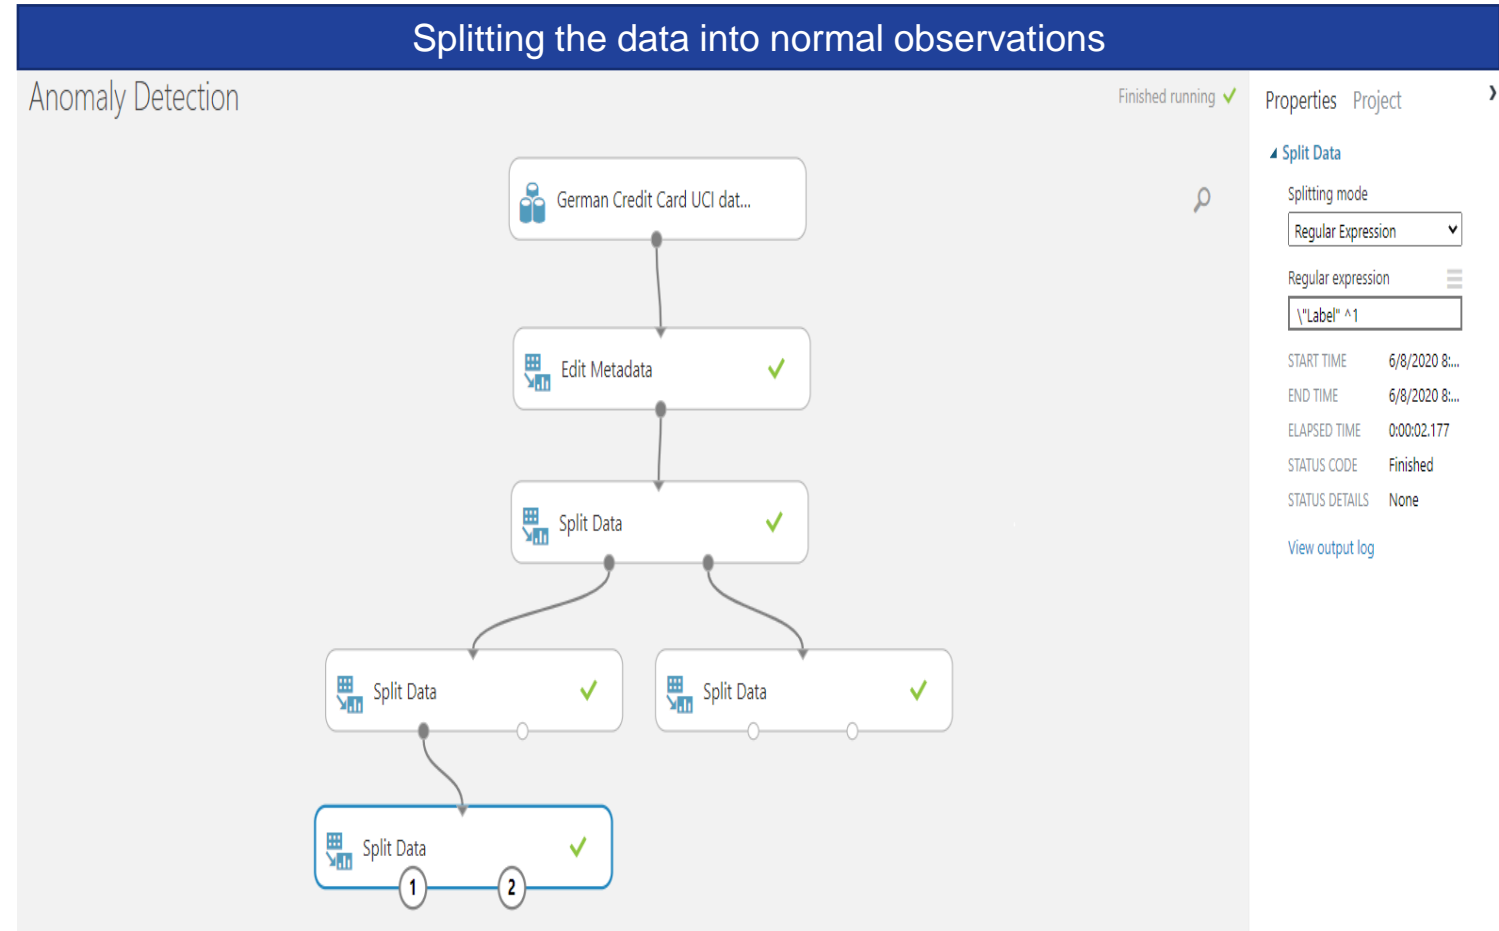 Splitting the data into normal observations
Anomaly Detection
Finished running
Properties Project
Split Data
Splitting mode
Regular Expression
Regular expression
\"Label" ^1
START TIME 6/8/2020 8:...
END TIME 6/8/2020 8:...
ELAPSED TIME 0:00:02.177
STATUS CODE Finished
STATUS DETAILS None
View output log
German Credit Card UCI dat...
Edit Metadata
Split Data
Split Data
Split Data
Split Data
1
2